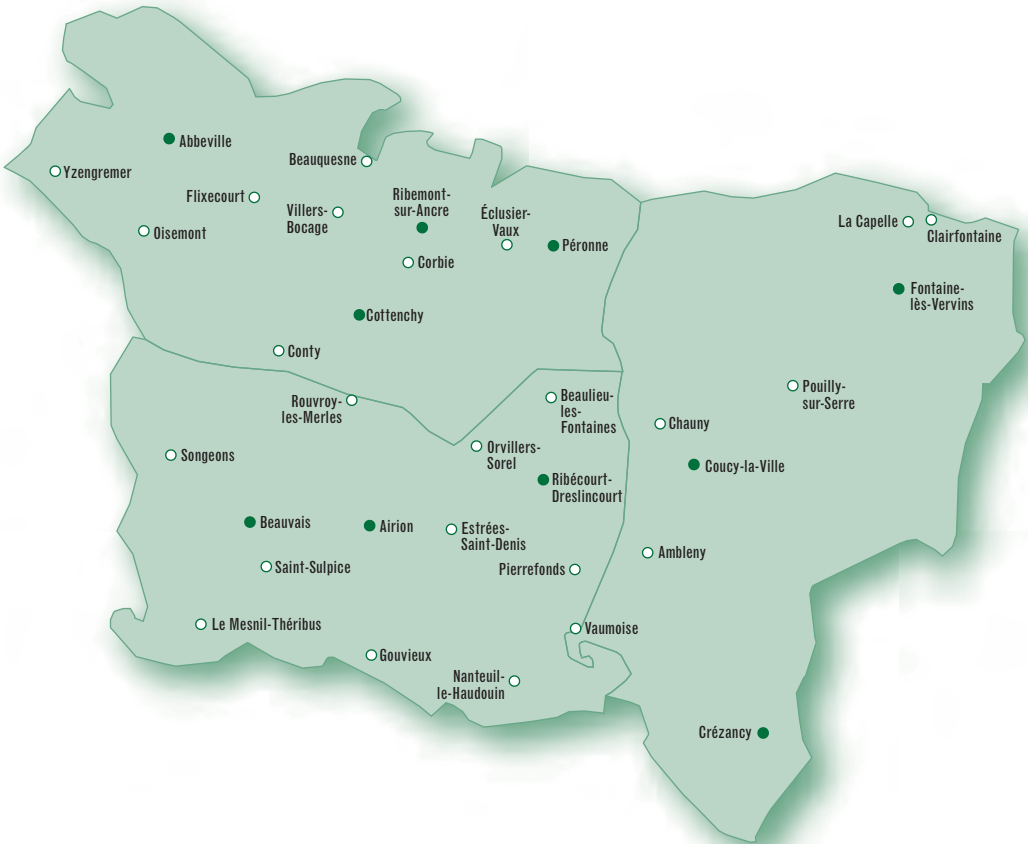 Abbeville
Yzengremer
Beauquesne
Flixecourt
Villers-
Bocage
Ribemont-
sur-Ancre
Éclusier-
Vaux
Péronne
Oisemont
Corbie
Cottenchy
Conty
La Capelle
Clairfontaine
Fontaine-
lès-Vervins
Pouilly-
sur-Serre
Chauny
Coucy-la-Ville
Ambleny
Crézancy
Rouvroy-
les-Merles
Beaulieu-
les-
Fontaines
Orvillers-
Sorel
Ribécourt-
Dreslincourt
Songeons
Beauvais
Airion
Estrées-
Saint-Denis
Saint-Sulpice
Pierrefonds
Le Mesnil-Théribus
Vaumoise
Gouvieux
Nanteuil-
le-Haudouin